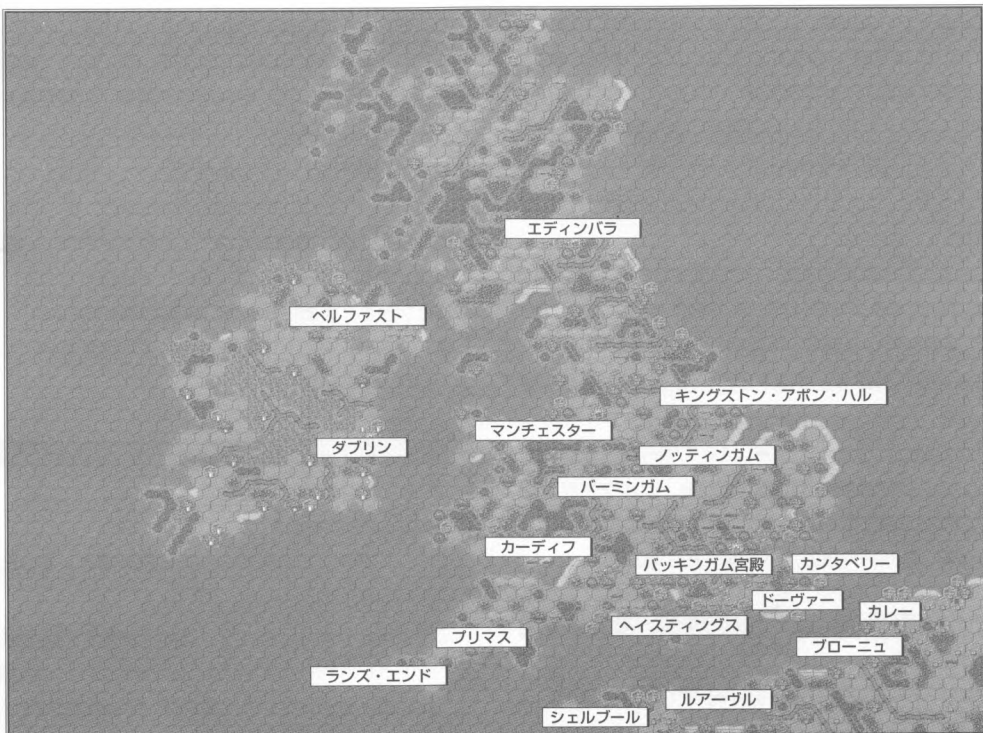 エディンバラ
ベルファスト
キングストン・アポン・ハル
マンチェスター
ダブリン
ノッティンガム
バーミンガム
カーディフ
バッキンガム宮殿
カンタベリー
ドーヴァー
カレー
ヘイスティングス
プリマス
ブローニュ
ランズ・エンド
ルアーヴル
シェルブール